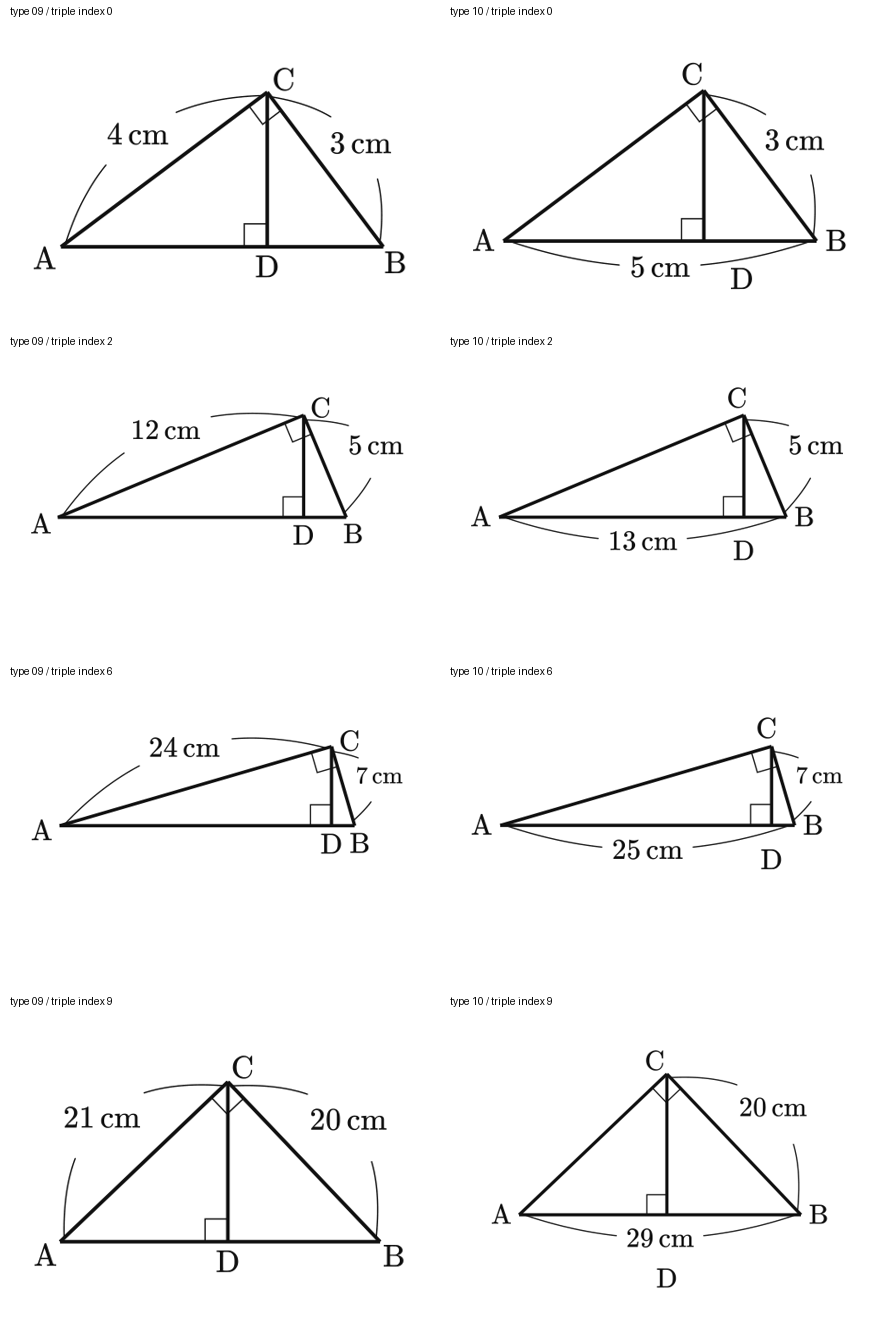 type 09 / triple index 0
type 10 / triple index 0
C
4 cm
3 cm
A
D
B
C
3 cm
A
B
5 cm
D
type 09 / triple index 2
type 10 / triple index 2
C
12 cm
5 cm
A
D
B
C
5 cm
A
B
13 cm
D
type 09 / triple index 6
type 10 / triple index 6
C
24 cm
7 cm
A
D
B
C
7 cm
A
B
25 cm
D
type 09 / triple index 9
type 10 / triple index 9
C
21 cm
20 cm
A
D
B
C
20 cm
A
B
29 cm
D